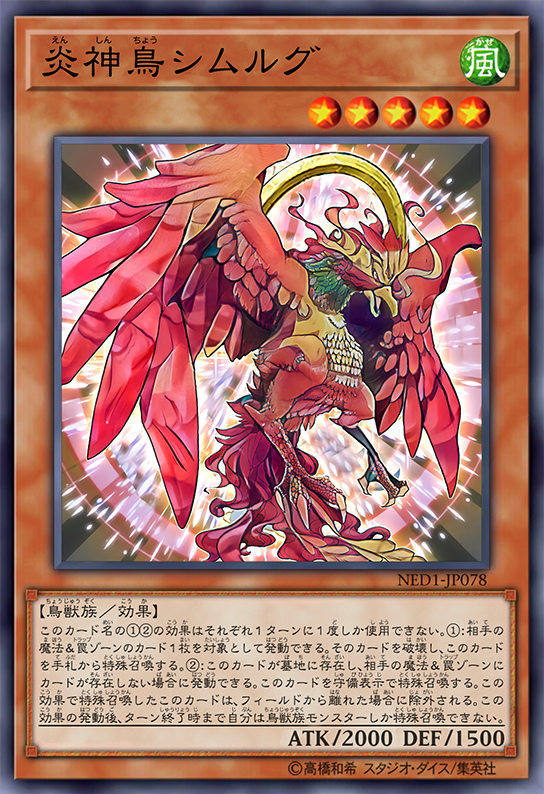 炎神鳥シムルグ
えん しん ちょう
風
かぜ
NED1-JP078
【鳥獣族／効果】
このカード名の①②の効果はそれぞれ１ターンに１度しか使用できない。①：相手の
魔法＆罠ゾーンのカード１枚を対象として発動できる。そのカードを破壊し、このカード
を手札から特殊召喚する。②：このカードが墓地に存在し、相手の魔法＆罠ゾーンに
カードが存在しない場合に発動できる。このカードを守備表示で特殊召喚する。この
効果で特殊召喚したこのカードは、フィールドから離れた場合に除外される。この
効果の発動後、ターン終了時まで自分は鳥獣族モンスターしか特殊召喚できない。
ATK/2000 DEF/1500
©高橋和希 スタジオ・ダイス/集英社